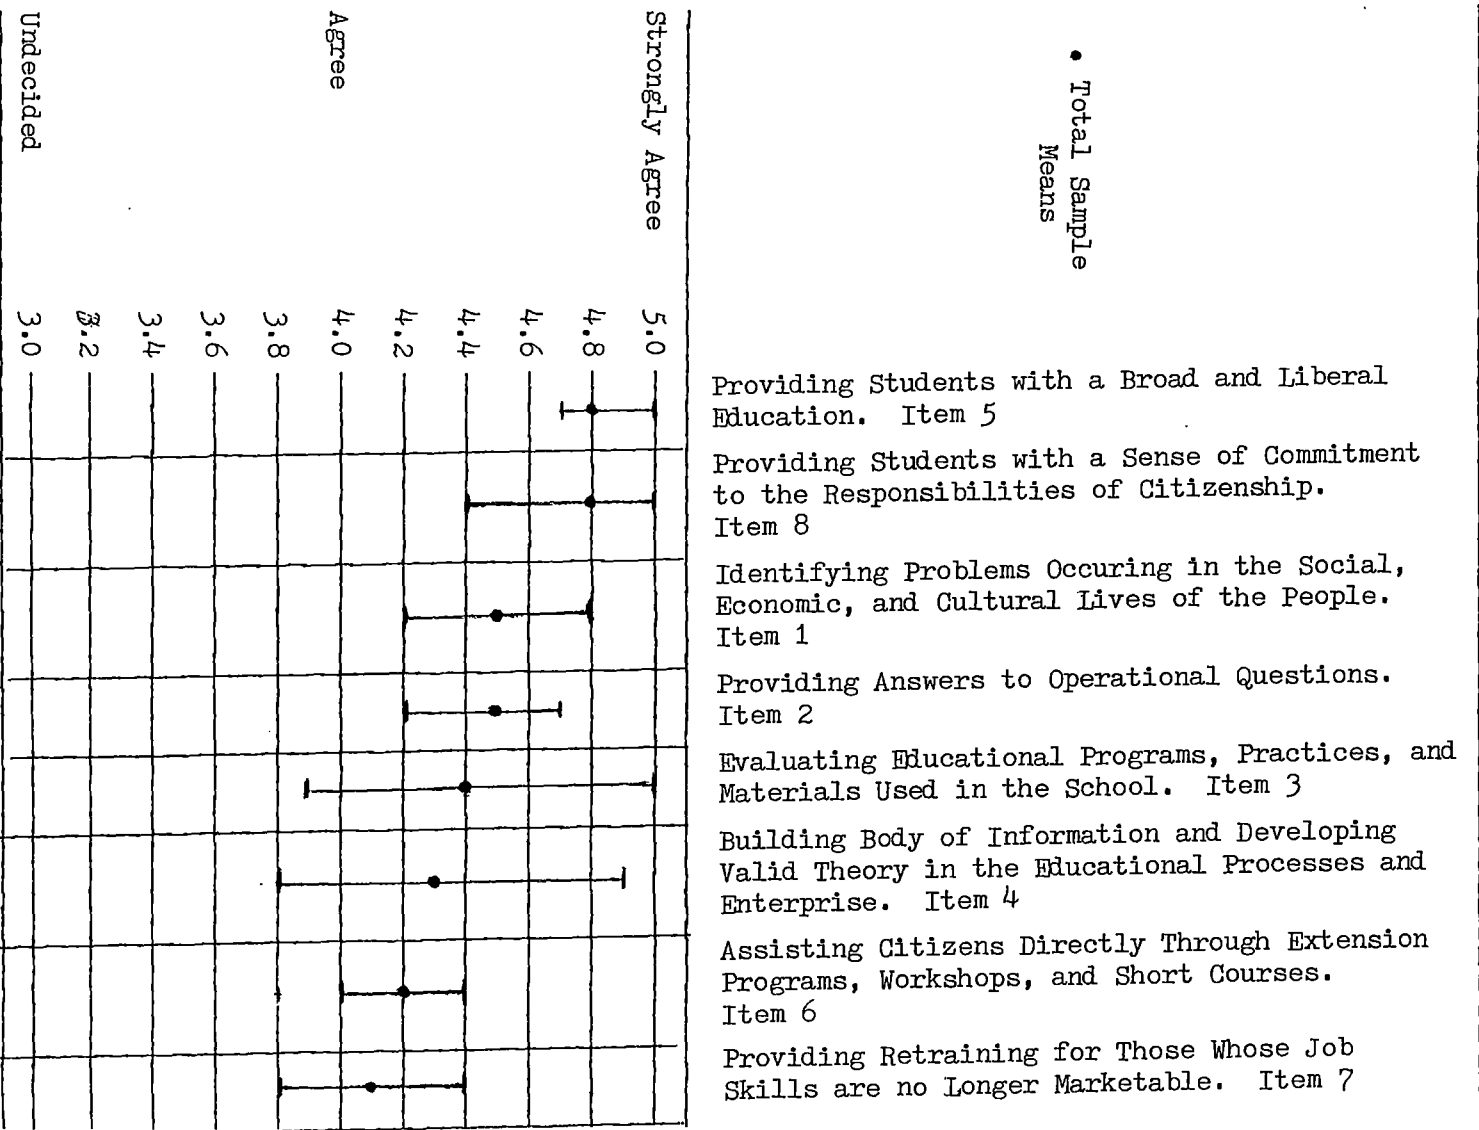 • Total Sample
Means
Strongly Agree
Agree
Undecided
5.0
4.8
4.6
4.4
4.2
4.0
3.8
3.6
3.4
3.2
3.0
Providing Students with a Broad and Liberal
Education. Item 5
Providing Students with a Sense of Commitment
to the Responsibilities of Citizenship.
Item 8
Identifying Problems Occuring in the Social,
Economic, and Cultural Lives of the People.
Item 1
Providing Answers to Operational Questions.
Item 2
Evaluating Educational Programs, Practices, and
Materials Used in the School. Item 3
Building Body of Information and Developing
Valid Theory in the Educational Processes and
Enterprise. Item 4
Assisting Citizens Directly Through Extension
Programs, Workshops, and Short Courses.
Item 6
Providing Retraining for Those Whose Job
Skills are no Longer Marketable. Item 7